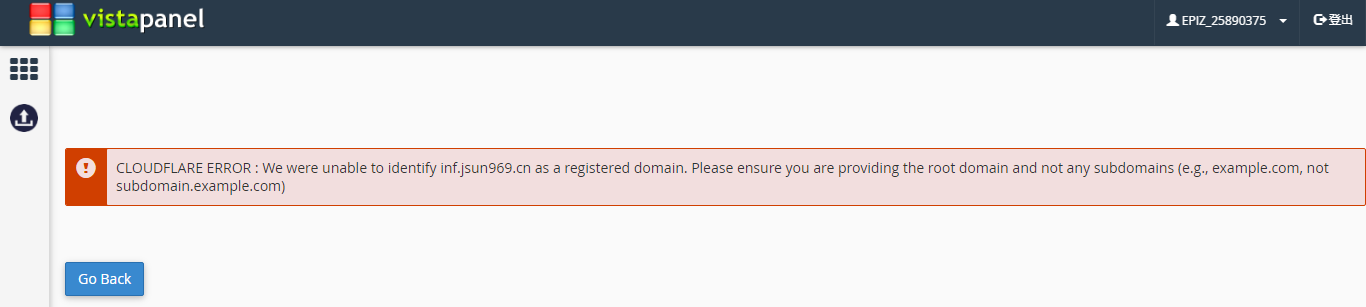 vistapanel
EPIZ_25890375
登出
CLOUDFLARE ERROR : We were unable to identify inf.jsun969.cn as a registered domain. Please ensure you are providing the root domain and not any subdomains (e.g., example.com, not
subdomain.example.com)
Go Back